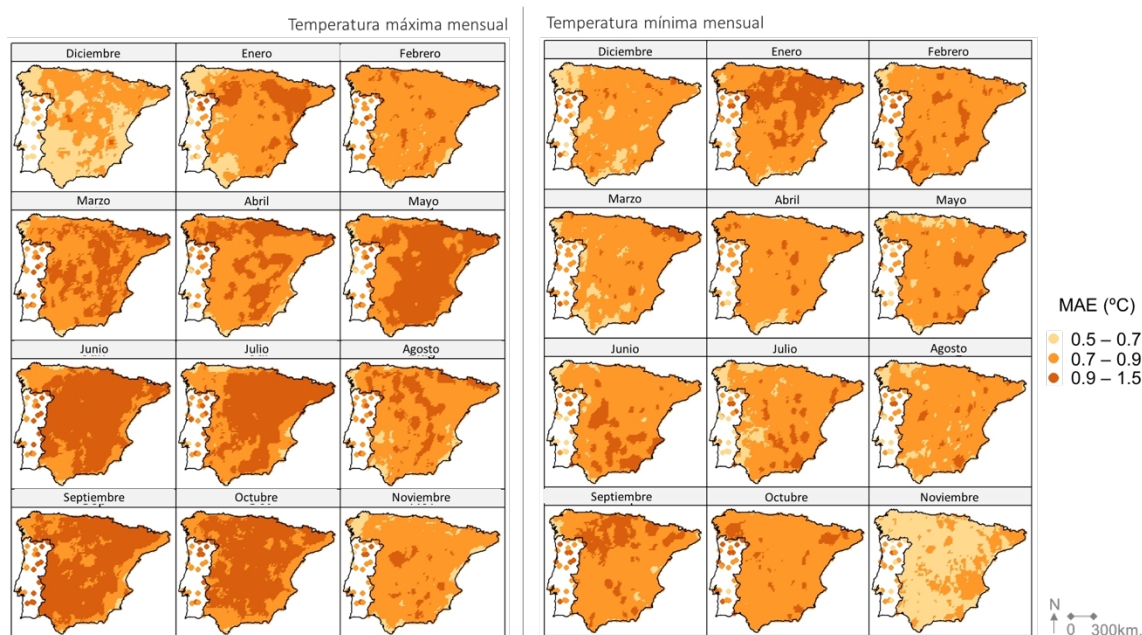 Temperatura máxima mensual
Diciembre Enero Febrero
Marzo Abril Mayo
Junio Julio Agosto
Septiembre Octubre Noviembre
Temperatura mínima mensual
Diciembre Enero Febrero
Marzo Abril Mayo
Junio Julio Agosto
Septiembre Octubre Noviembre
MAE (ºC)
0.5 – 0.7
0.7 – 0.9
0.9 – 1.5
N
0 300km.